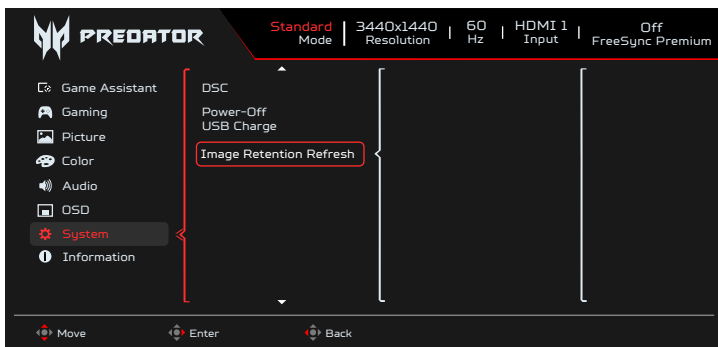 PREDATOR
Standard
Mode
3440x1440
Resolution
60
Hz
HDMI 1
Input
Off
FreeSync Premium
Game Assistant
Gaming
Picture
Color
Audio
OSD
System
Information
DSC
Power-Off
USB Charge
Image Retention Refresh
Move
Enter
Back